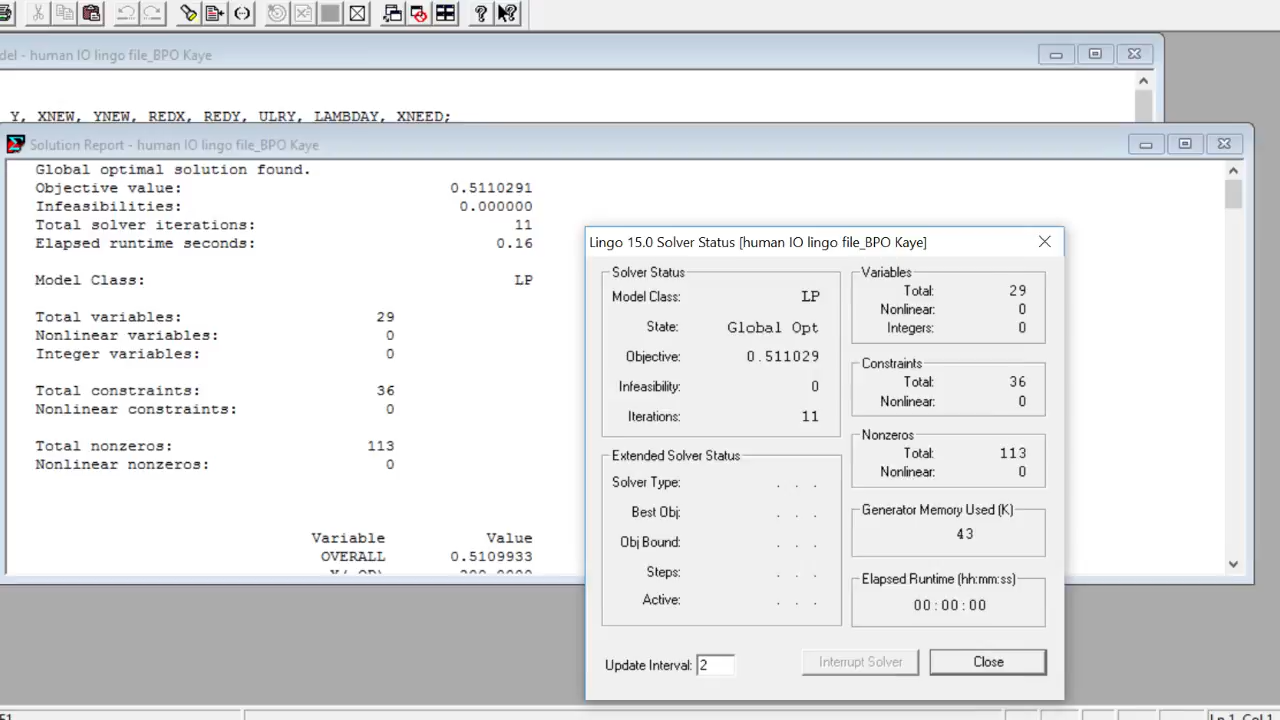 del - human IO lingo file_BPO Kaye
Y, XNEW, YNEW, REDX, REDY, ULRY, LAMBDAY, XNEED;
Solution Report - human IO lingo file_BPO Kaye
Global optimal solution found.
Objective value: 0.5110291
Infeasibilities: 0.000000
Total solver iterations: 11
Elapsed runtime seconds: 0.16
Model Class: LP
Total variables: 29
Nonlinear variables: 0
Integer variables: 0
Total constraints: 36
Nonlinear constraints: 0
Total nonzeros: 113
Nonlinear nonzeros: 0
Variable Value
OVERALL 0.5109933
Lingo 15.0 Solver Status [human IO lingo file_BPO Kaye]
Solver Status
Model Class: LP
State: Global Opt
Objective: 0.511029
Infeasibility: 0
Iterations: 11
Extended Solver Status
Solver Type: . . .
Best Obj: . . .
Obj Bound: . . .
Steps: . . .
Active: . . .
Variables
Total: 29
Nonlinear: 0
Integers: 0
Constraints
Total: 36
Nonlinear: 0
Nonzeros
Total: 113
Nonlinear: 0
Generator Memory Used (K)
43
Elapsed Runtime (hh:mm:ss)
00:00:00
Update Interval: 2
Interrupt Solver
Close